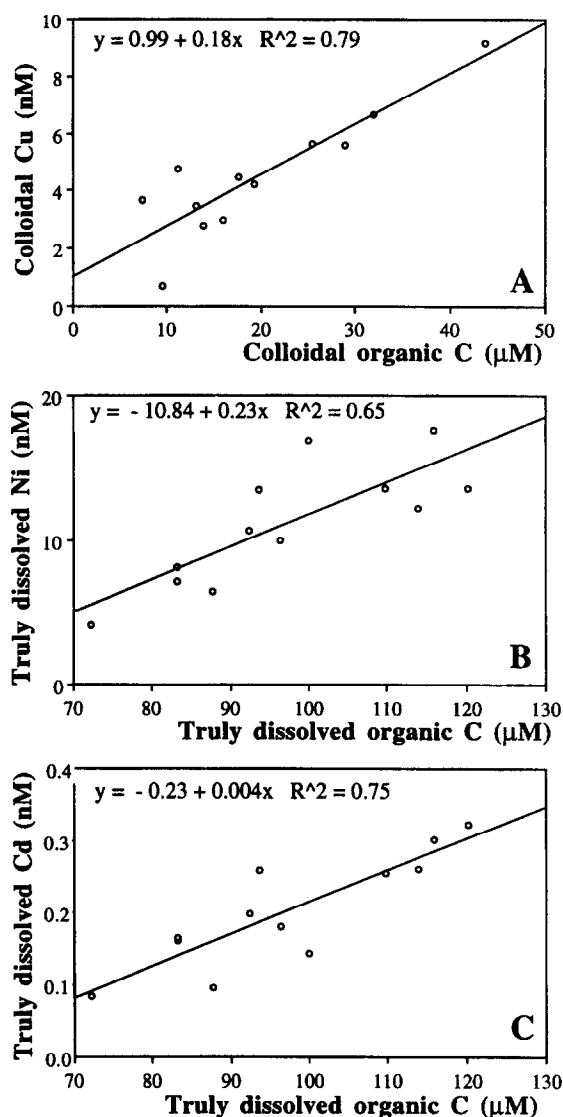 y = 0.99 + 0.18x R^2 = 0.79
10
8
6
4
2
0
Colloidal Cu (nM)
A
0 10 20 30 40 50
Colloidal organic C (μM)
y = - 10.84 + 0.23x R^2 = 0.65
20
10
0
Truly dissolved Ni (nM)
B
70 80 90 100 110 120 130
Truly dissolved organic C (μM)
y = - 0.23 + 0.004x R^2 = 0.75
0.4
0.3
0.2
0.1
0.0
Truly dissolved Cd (nM)
C
70 80 90 100 110 120 130
Truly dissolved organic C (μM)